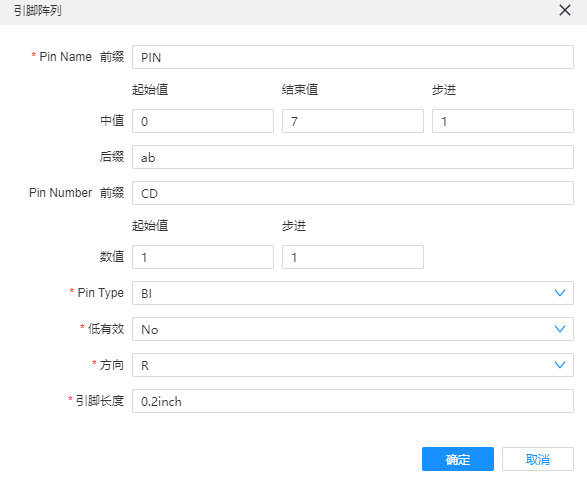 引脚阵列
* Pin Name 前缀 PIN
起始值 结束值 步进
中值 0 7 1
后缀 ab
Pin Number 前缀 CD
起始值 步进
数值 1 1
* Pin Type BI
* 低有效 No
* 方向 R
* 引脚长度 0.2inch
确定 取消